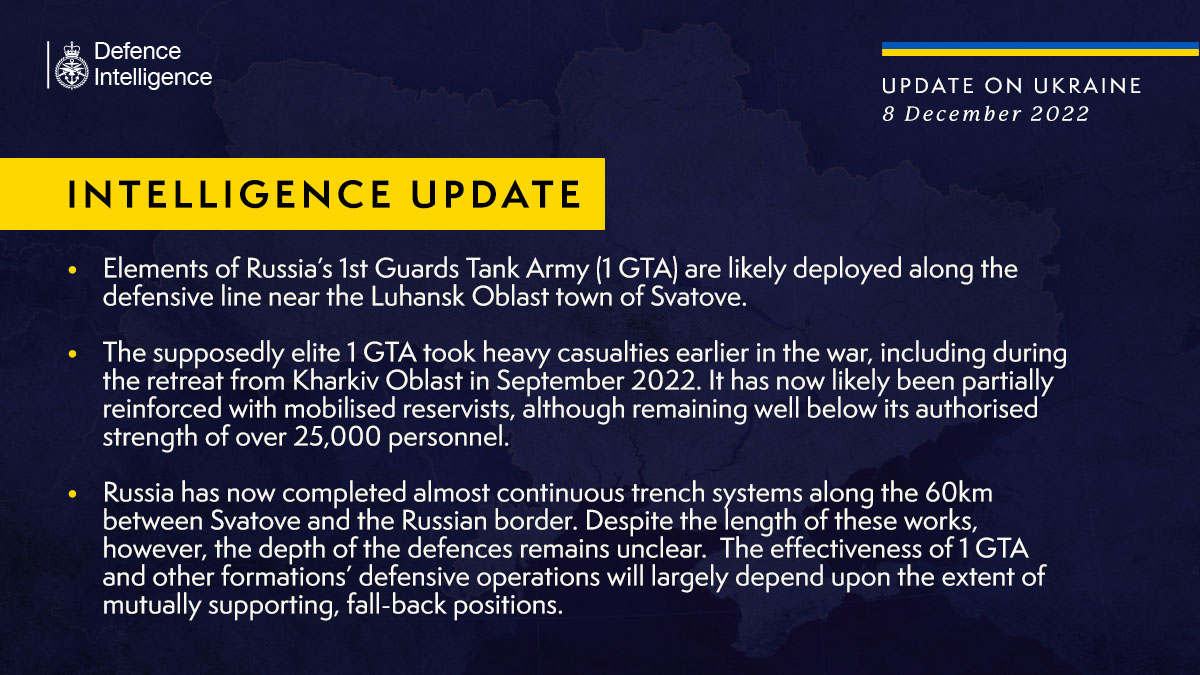 Defence
Intelligence
UPDATE ON UKRAINE
8 December 2022
INTELLIGENCE UPDATE
• Elements of Russia’s 1st Guards Tank Army (1 GTA) are likely deployed along the
defensive line near the Luhansk Oblast town of Svatove.
• The supposedly elite 1 GTA took heavy casualties earlier in the war, including during
the retreat from Kharkiv Oblast in September 2022. It has now likely been partially
reinforced with mobilised reservists, although remaining well below its authorised
strength of over 25,000 personnel.
• Russia has now completed almost continuous trench systems along the 60km
between Svatove and the Russian border. Despite the length of these works,
however, the depth of the defences remains unclear. The effectiveness of 1 GTA
and other formations’ defensive operations will largely depend upon the extent of
mutually supporting, fall-back positions.